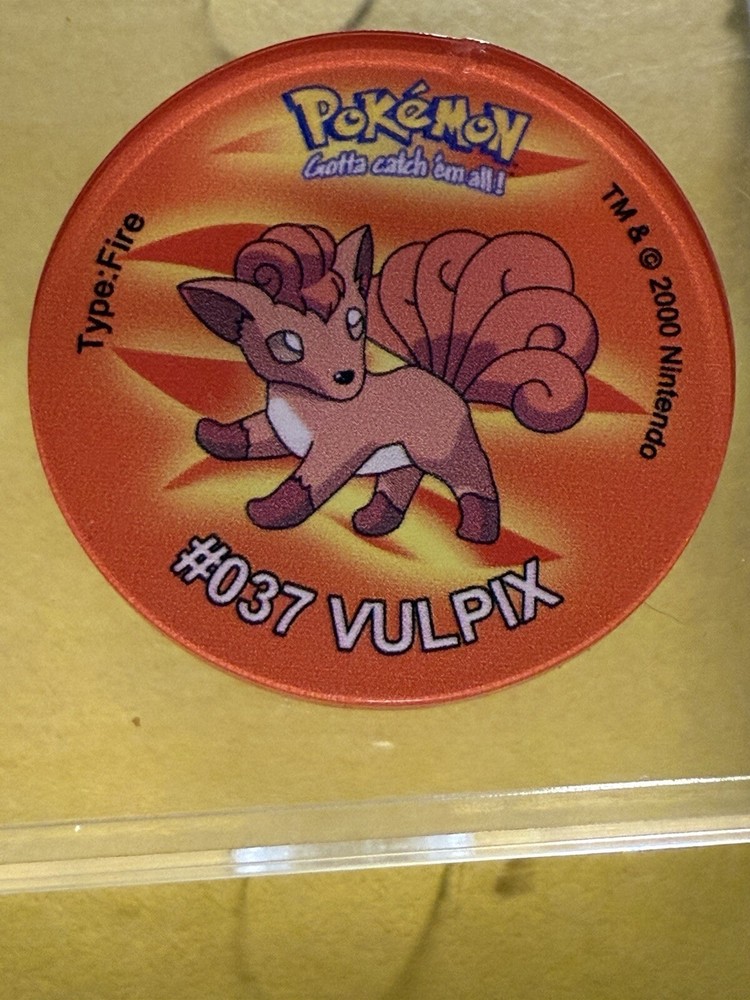 POKéMON
Gotta catch 'em all!
Type:Fire
TM & © 2000 Nintendo
#037 VULPIX